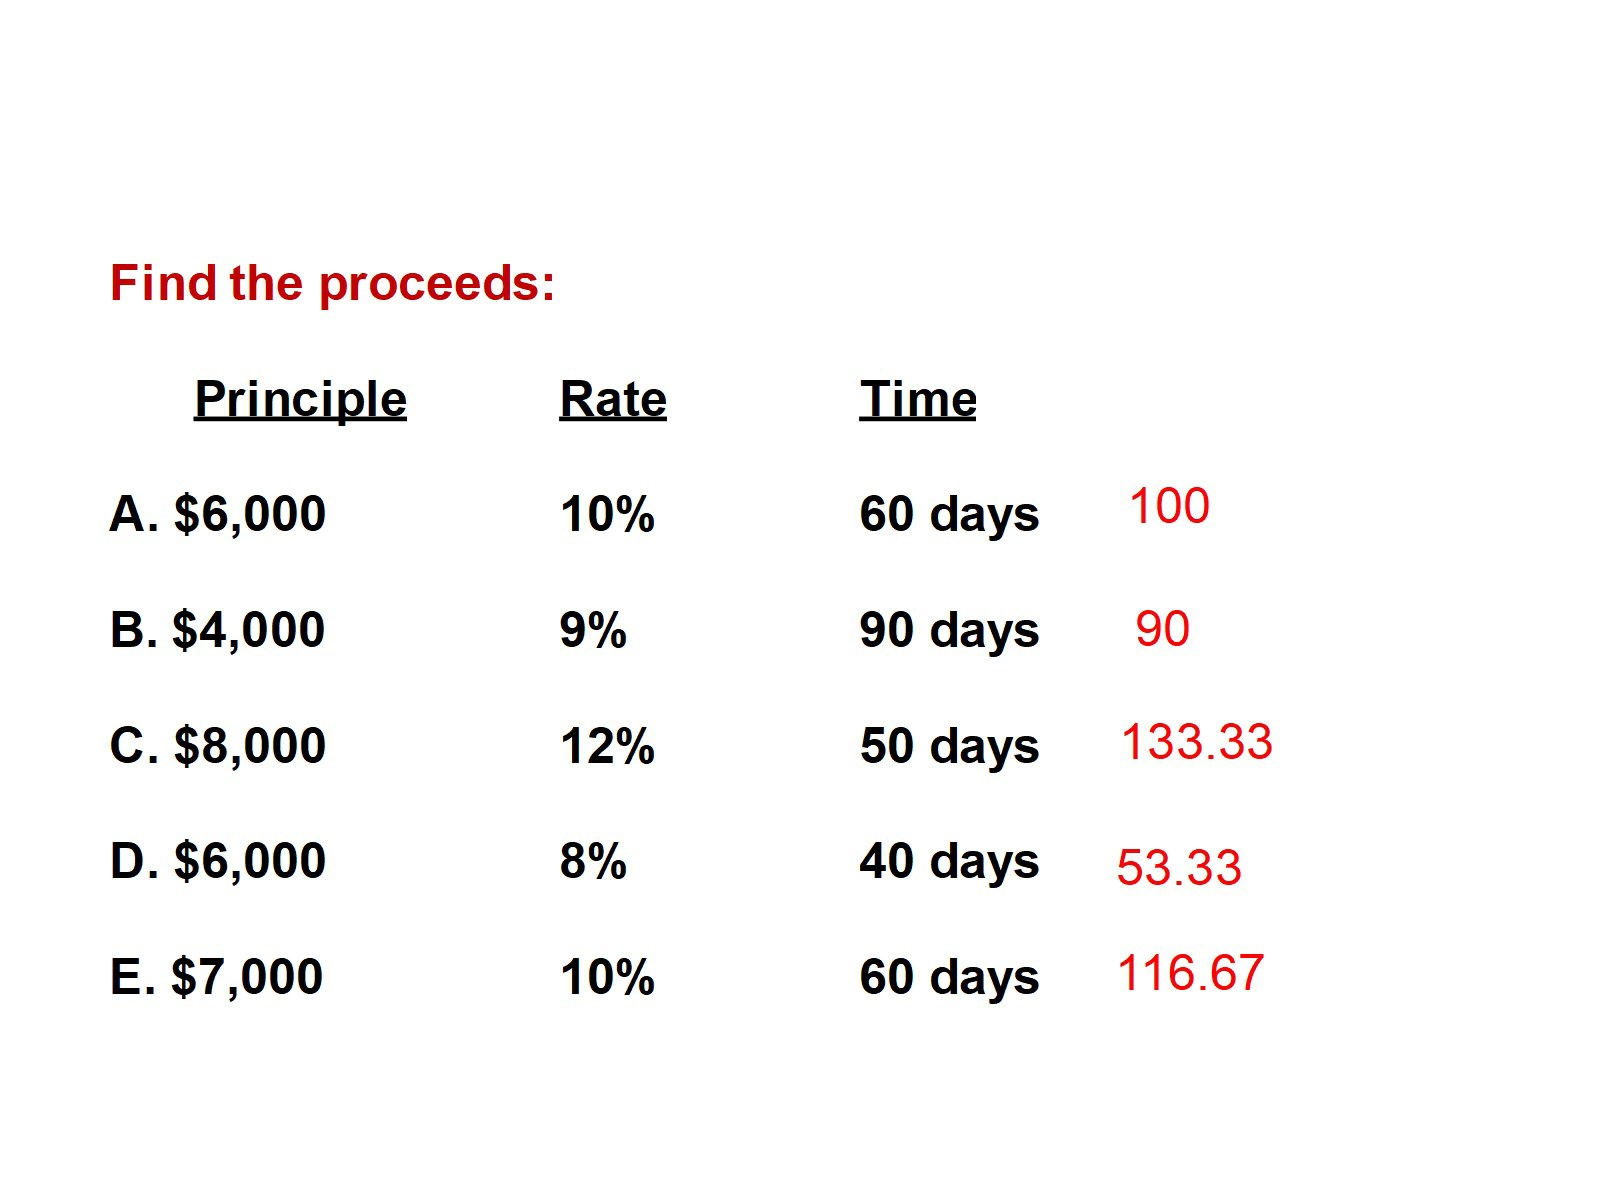 Find the proceeds:
Principle Rate Time
A. $6,000 10% 60 days 100
B. $4,000 9% 90 days 90
C. $8,000 12% 50 days 133.33
D. $6,000 8% 40 days 53.33
E. $7,000 10% 60 days 116.67